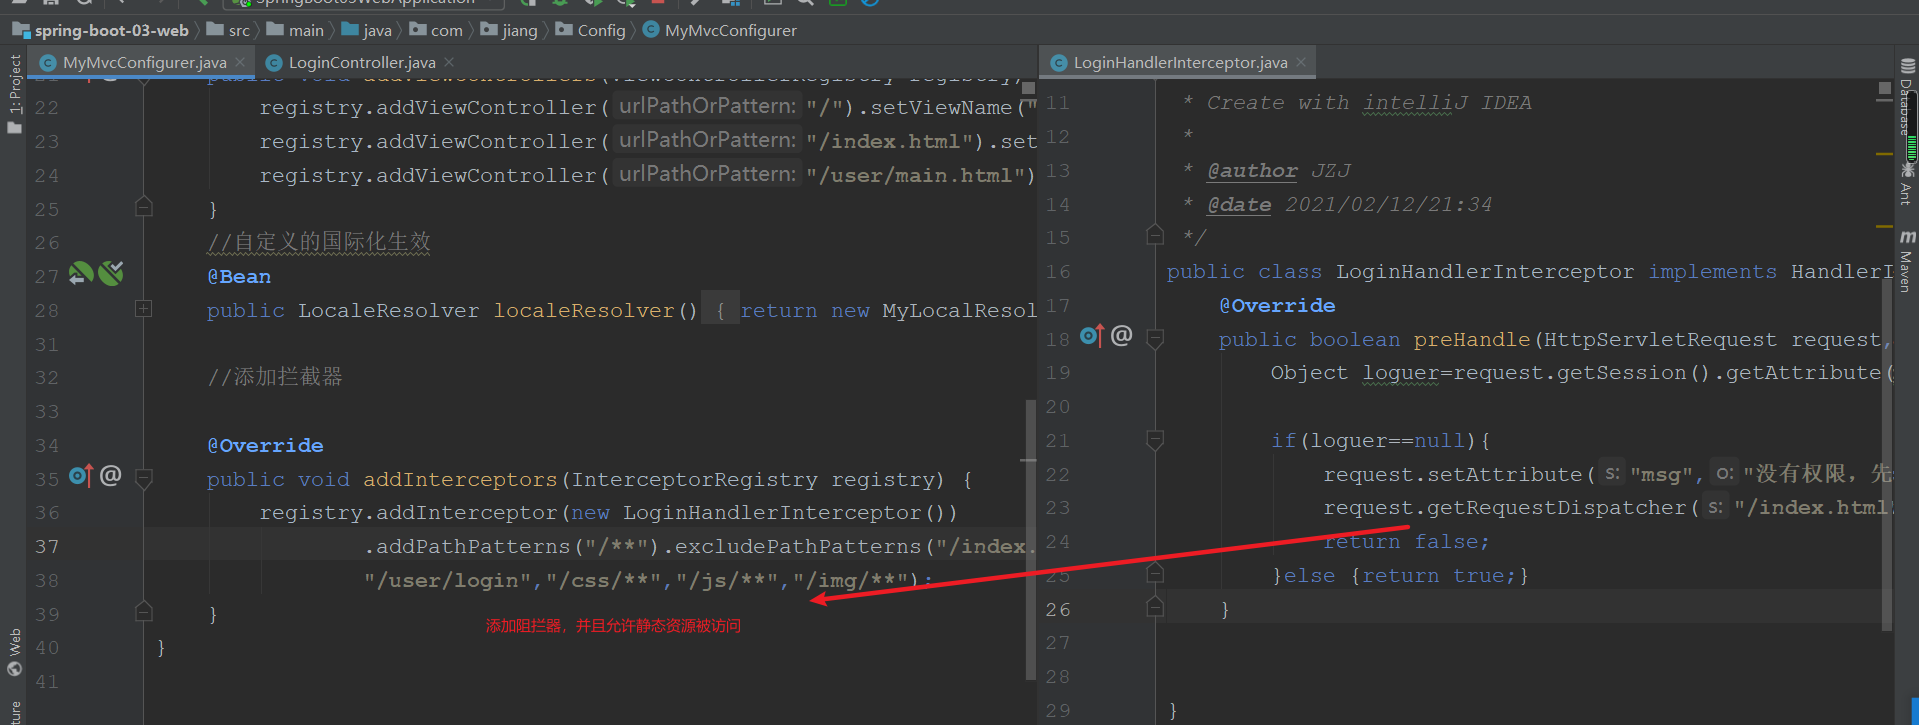 spring-boot-03-web src main java com jiang Config MyMvcConfigurer
MyMvcConfigurer.java LoginController.java
22 registry.addViewController( urlPathOrPattern: "/").setViewName("
23 registry.addViewController( urlPathOrPattern: "/index.html").set
24 registry.addViewController( urlPathOrPattern: "/user/main.html")
25 }
26 //自定义的国际化生效
27 @Bean
28 public LocaleResolver localeResolver() { return new MyLocalResol
31
32 //添加拦截器
33
34 @Override
35 public void addInterceptors(InterceptorRegistry registry) {
36 registry.addInterceptor(new LoginHandlerInterceptor())
37 .addPathPatterns("/**").excludePathPatterns("/index.
38 "/user/login","/css/**","/js/**","/img/**");
39 }
添加阻拦器，并且允许静态资源被访问
40 }
41
LoginHandlerInterceptor.java
11 * Create with intelliJ IDEA
12 *
13 * @author JZJ
14 * @date 2021/02/12/21:34
15 */
16 public class LoginHandlerInterceptor implements HandlerI
17 @Override
18 public boolean preHandle(HttpServletRequest request,
19 Object loguer=request.getSession().getAttribute(
20
21 if(loguer==null){
22 request.setAttribute( s: "msg", o: "没有权限，先
23 request.getRequestDispatcher( s: "/index.html
24 return false;
25 }else {return true;}
26 }
27
28
29 }
1: Project
Web
Database
Ant
Maven